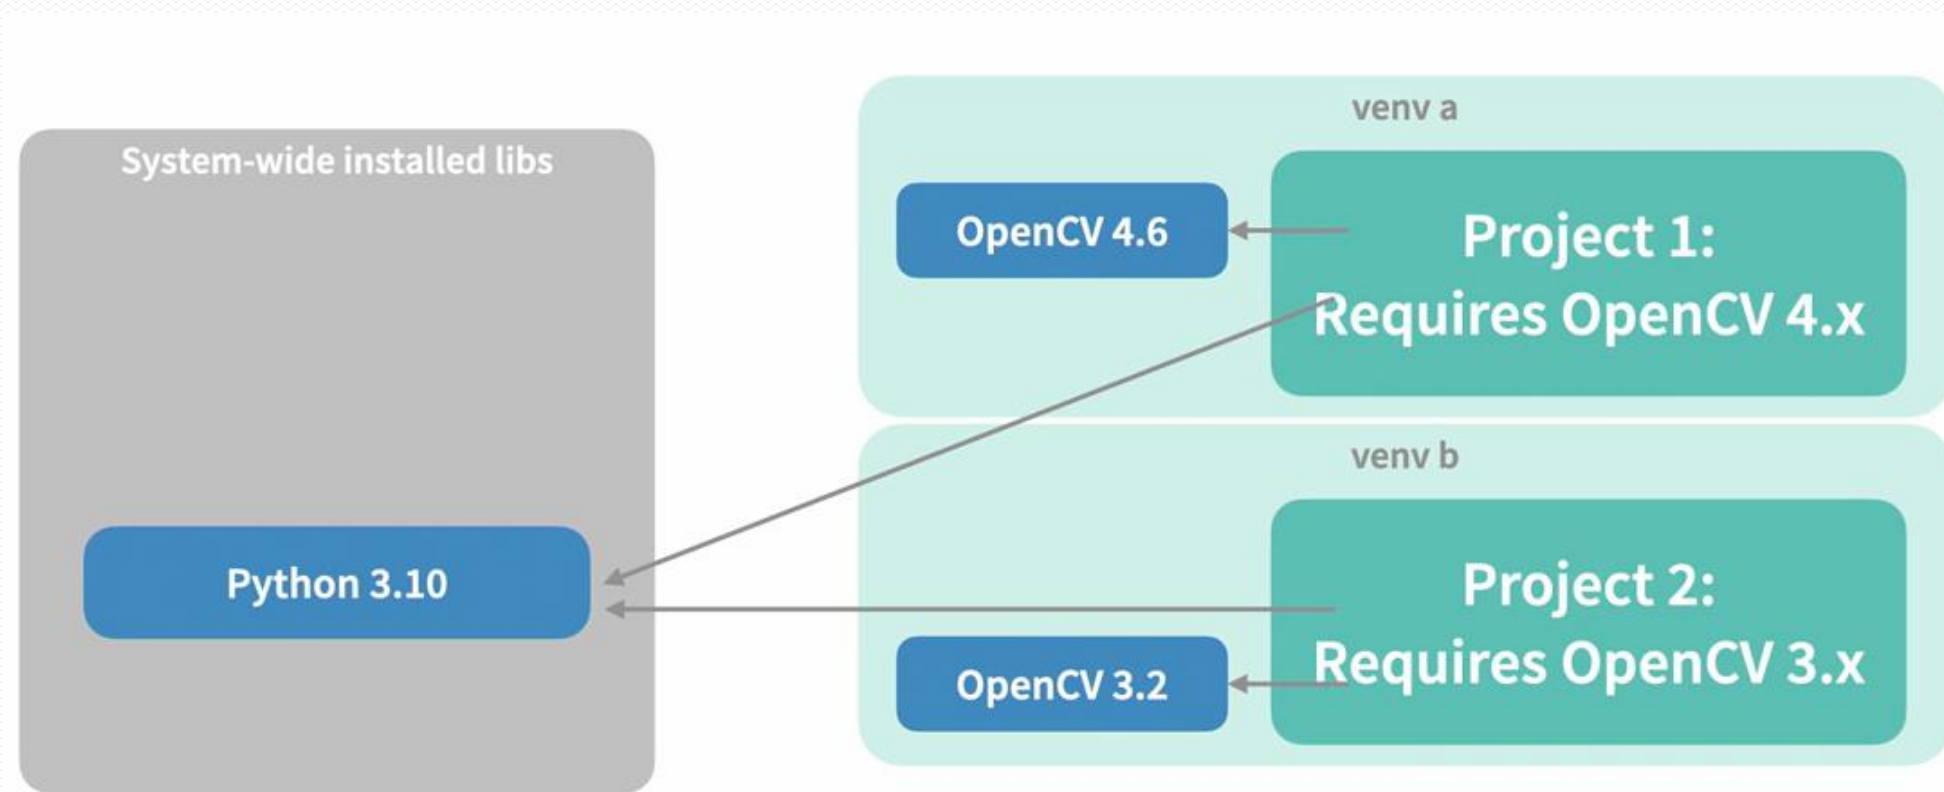 System-wide installed libs
Python 3.10
venv a
OpenCV 4.6
Project 1:
Requires OpenCV 4.x
venv b
OpenCV 3.2
Project 2:
Requires OpenCV 3.x